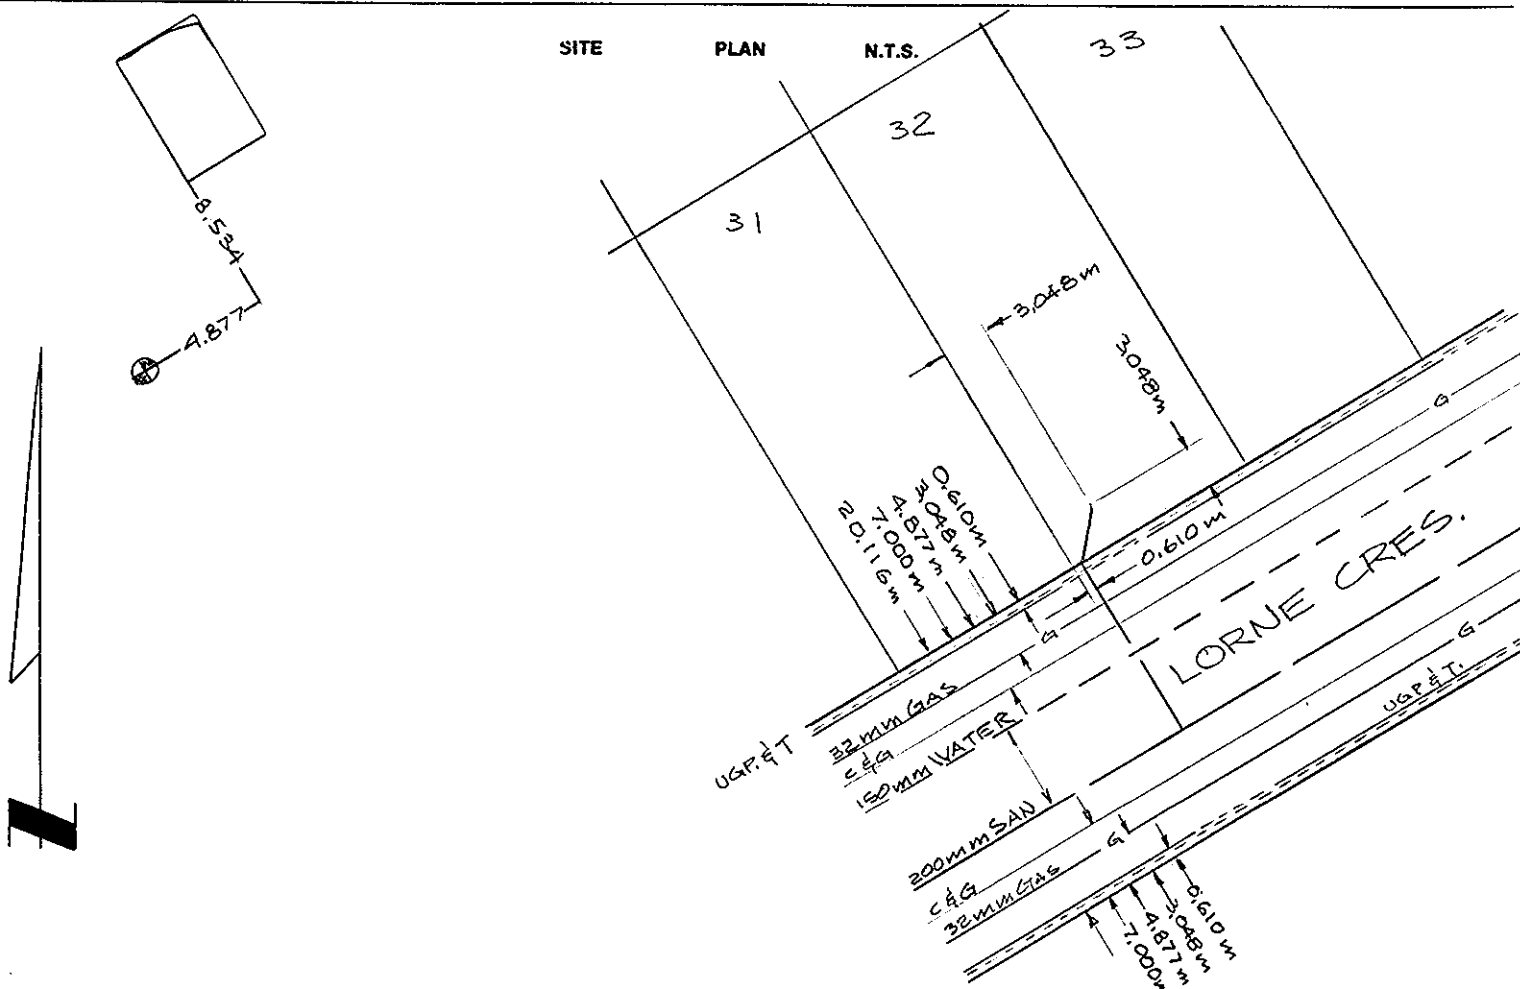 SITE PLAN N.T.S.
33
32
31
8.534
4.877
3.048m
3.048m
0.610m
3.048m
4.877m
7.000m
20.116m
0.610m
LORNE CRES.
G
G
UGP.&T
32mm GAS
C&G
150mm WATER
200mm SAN
C&G
32mm GAS
G
G
UGP&T.
0.610m
3.048m
4.877m
7.000m